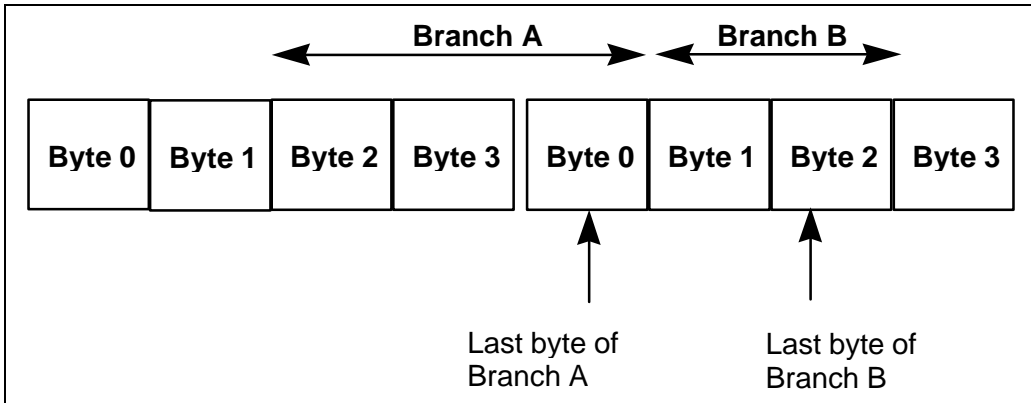 Branch A Branch B
Byte 0 Byte 1 Byte 2 Byte 3 Byte 0 Byte 1 Byte 2 Byte 3
Last byte of Last byte of
Branch A Branch B